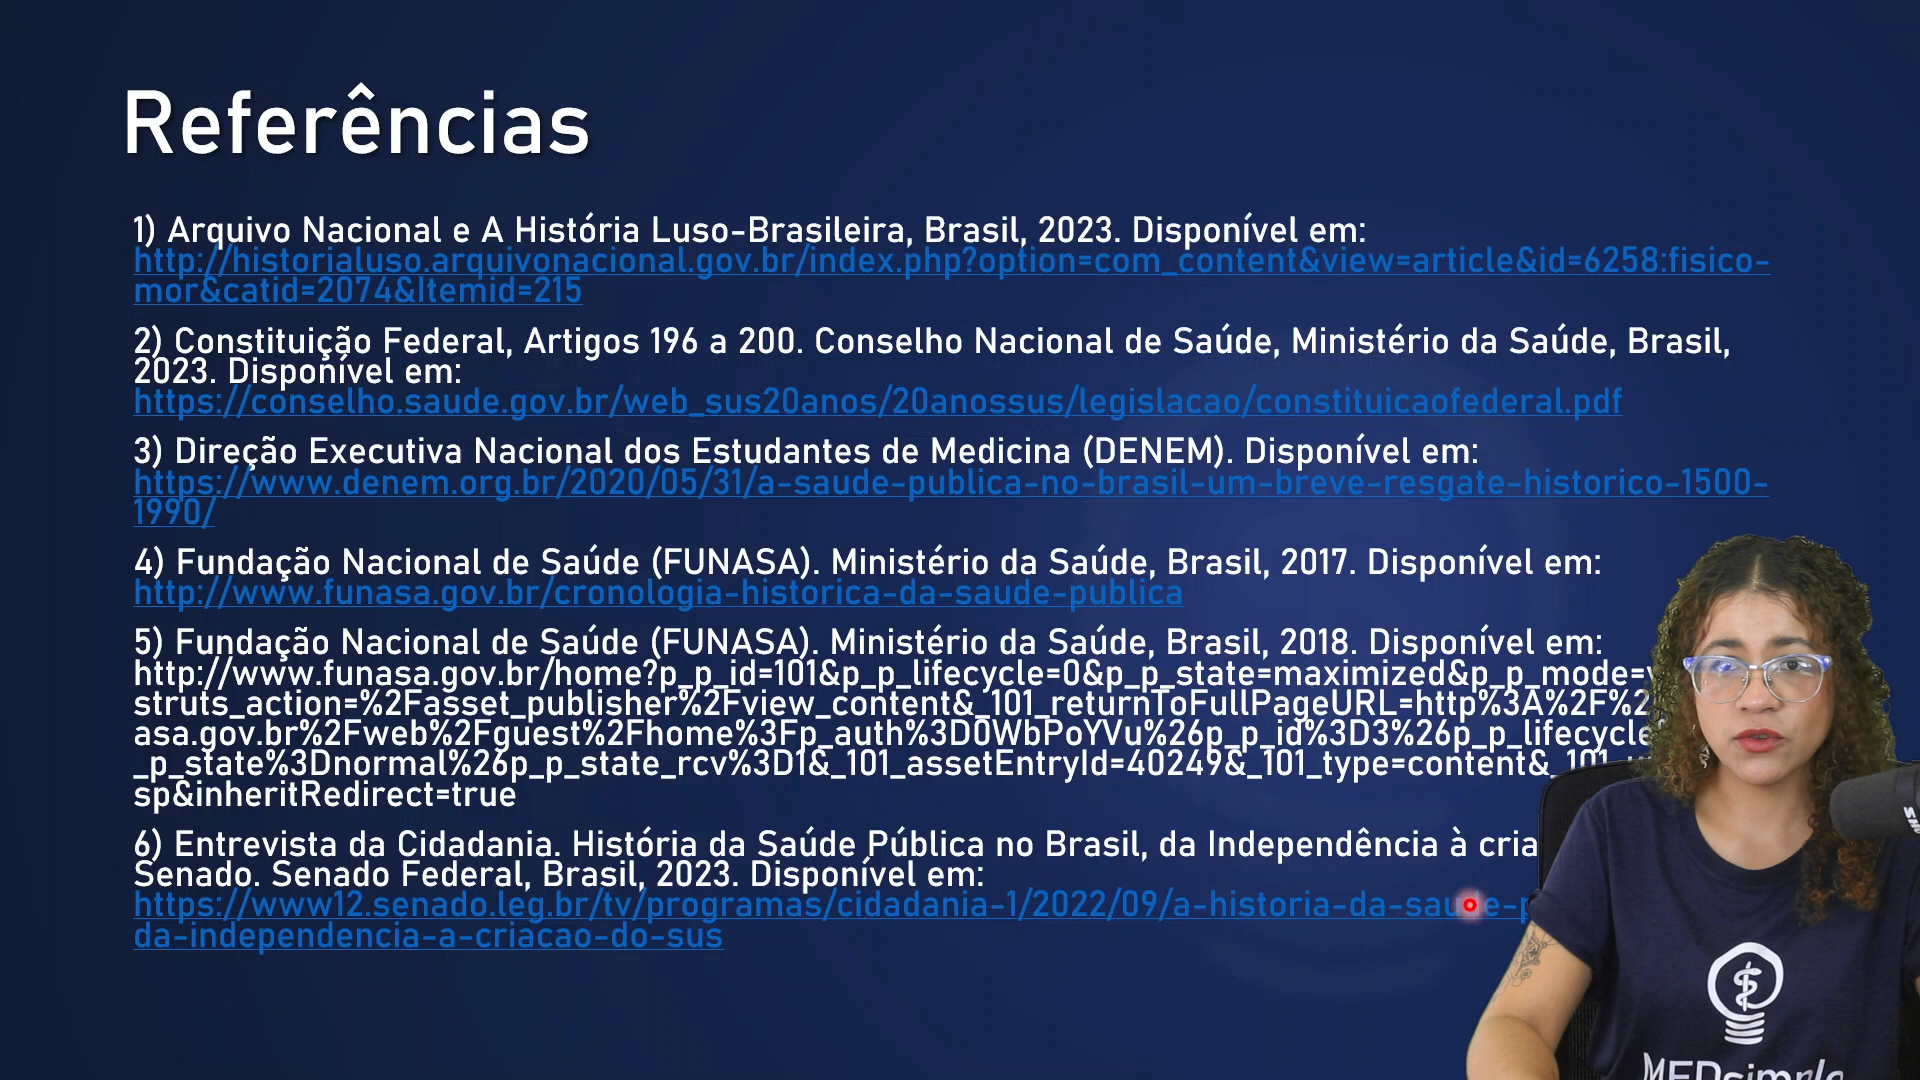 Referências
1) Arquivo Nacional e A História Luso-Brasileira, Brasil, 2023. Disponível em:
http://historialuso.arquivonacional.gov.br/index.php?option=com_content&view=article&id=6258:fisico-
mor&catid=2074&Itemid=215
2) Constituição Federal, Artigos 196 a 200. Conselho Nacional de Saúde, Ministério da Saúde, Brasil,
2023. Disponível em:
https://conselho.saude.gov.br/web_sus20anos/20anossus/legislacao/constituicaofederal.pdf
3) Direção Executiva Nacional dos Estudantes de Medicina (DENEM). Disponível em:
https://www.denem.org.br/2020/05/31/a-saude-publica-no-brasil-um-breve-resgate-historico-1500-
1990/
4) Fundação Nacional de Saúde (FUNASA). Ministério da Saúde, Brasil, 2017. Disponível em:
http://www.funasa.gov.br/cronologia-historica-da-saude-publica
5) Fundação Nacional de Saúde (FUNASA). Ministério da Saúde, Brasil, 2018. Disponível em:
http://www.funasa.gov.br/home?p_p_id=101&p_p_lifecycle=0&p_p_state=maximized&p_p_mode=
struts_action=%2Fasset_publisher%2Fview_content&_101_returnToFullPageURL=http%3A%2F%2
asa.gov.br%2Fweb%2Fguest%2Fhome%3Fp_auth%3D0WbPoYVu%26p_p_id%3D3%26p_p_lifecycle
_p_state%3Dnormal%26p_p_state_rcv%3D1&_101_assetEntryId=40249&_101_type=content&_101_
sp&inheritRedirect=true
6) Entrevista da Cidadania. História da Saúde Pública no Brasil, da Independência à cria
Senado. Senado Federal, Brasil, 2023. Disponível em:
https://www12.senado.leg.br/tv/programas/cidadania-1/2022/09/a-historia-da-saude-p
da-independencia-a-criacao-do-sus
MEDsimple